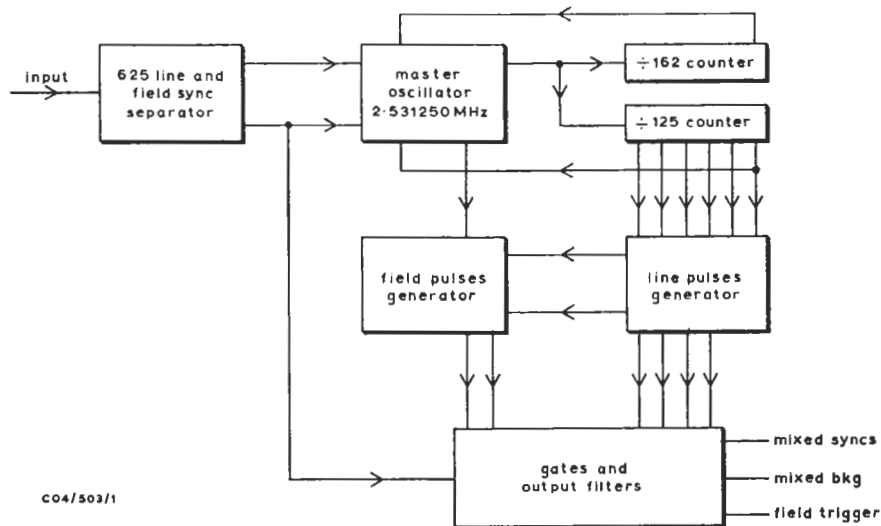 input
625 line and
field sync
separator
master
oscillator
2·531250 MHz
÷162 counter
÷125 counter
field pulses
generator
line pulses
generator
gates and
output filters
mixed syncs
mixed bkg
field trigger
CO4/503/1